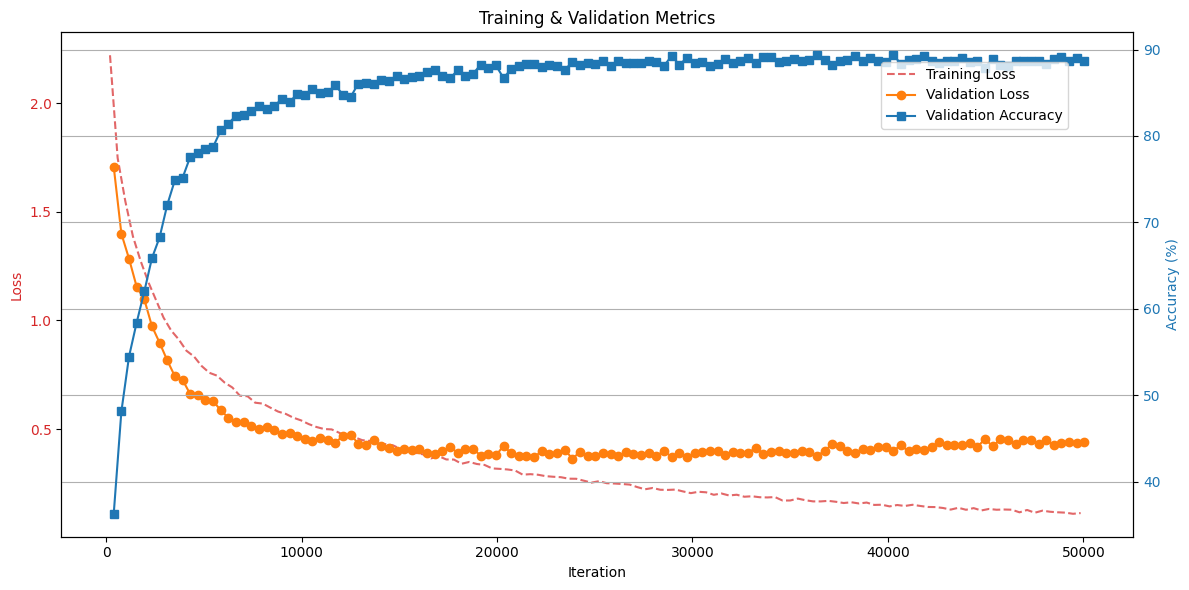 Training & Validation Metrics
2.0
1.5
1.0
0.5
Loss
90
80
70
60
50
40
Accuracy (%)
Training Loss
Validation Loss
Validation Accuracy
0
10000
20000
30000
40000
50000
Iteration